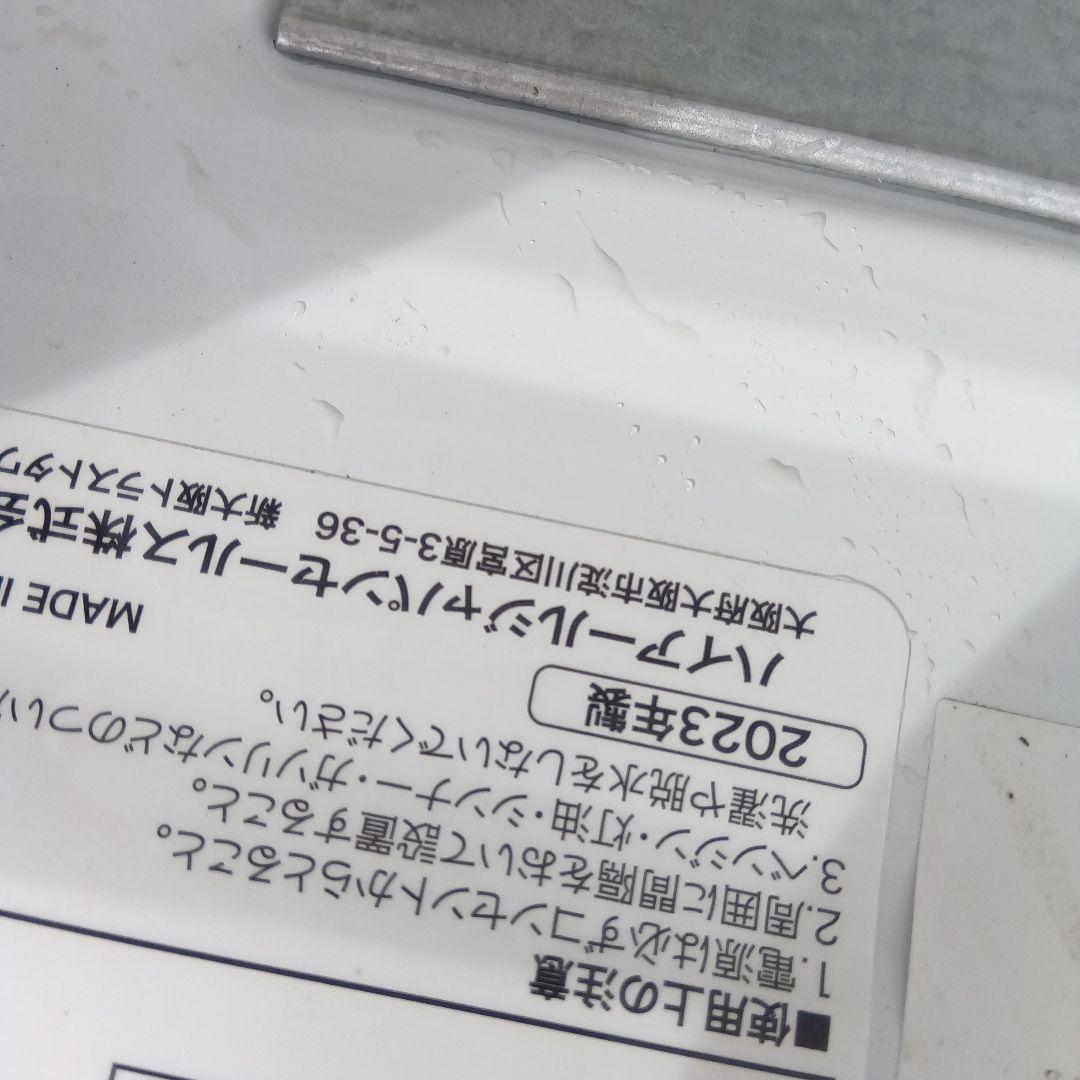 ■使用上の注意
1.電源は必ずコンセントからとること。
2.周囲に間隔をおいて設置すること。
3.ベンジン・灯油・シンナー・ガソリンなどのつい
洗濯や脱水をしないでください。
2023年製
MADE I
ハイアールジャパンセールス株式会
大阪府大阪市淀川区宮原3-5-36 新大阪トラストタワ